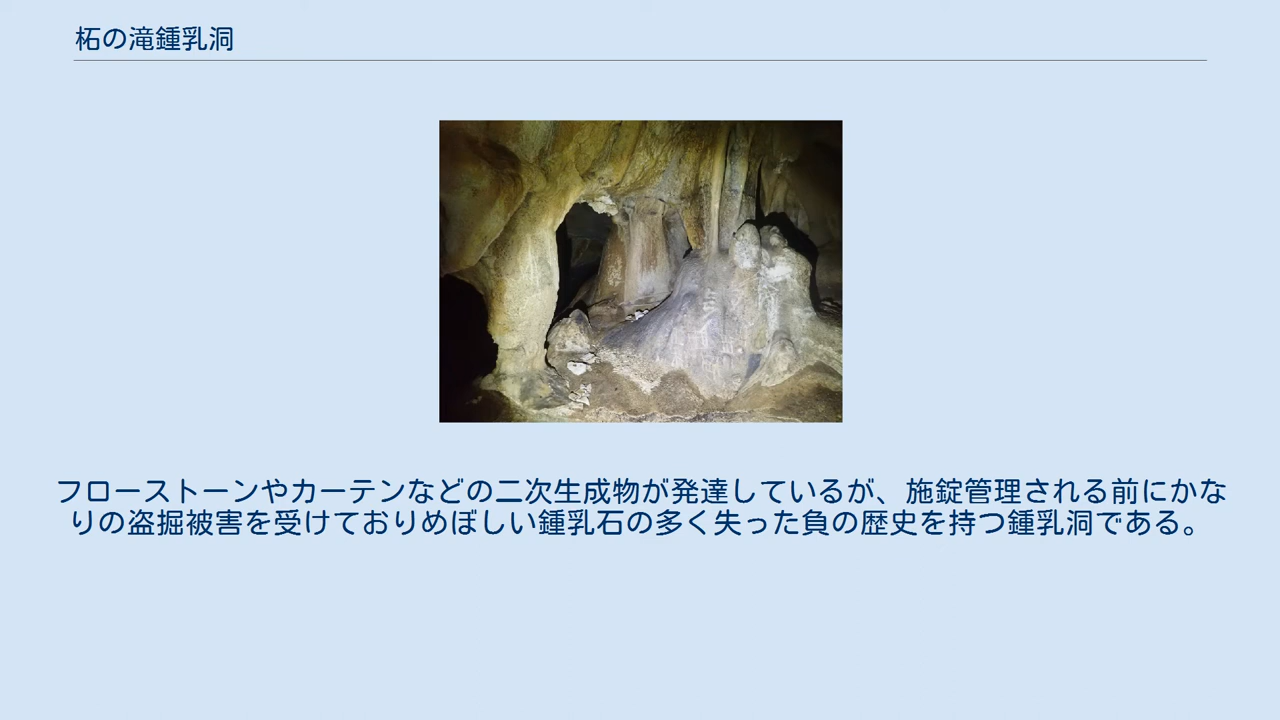 柘の滝鍾乳洞
フローストーンやカーテンなどの二次生成物が発達しているが、施錠管理される前にかな
りの盗掘被害を受けておりめぼしい鍾乳石の多く失った負の歴史を持つ鍾乳洞である。